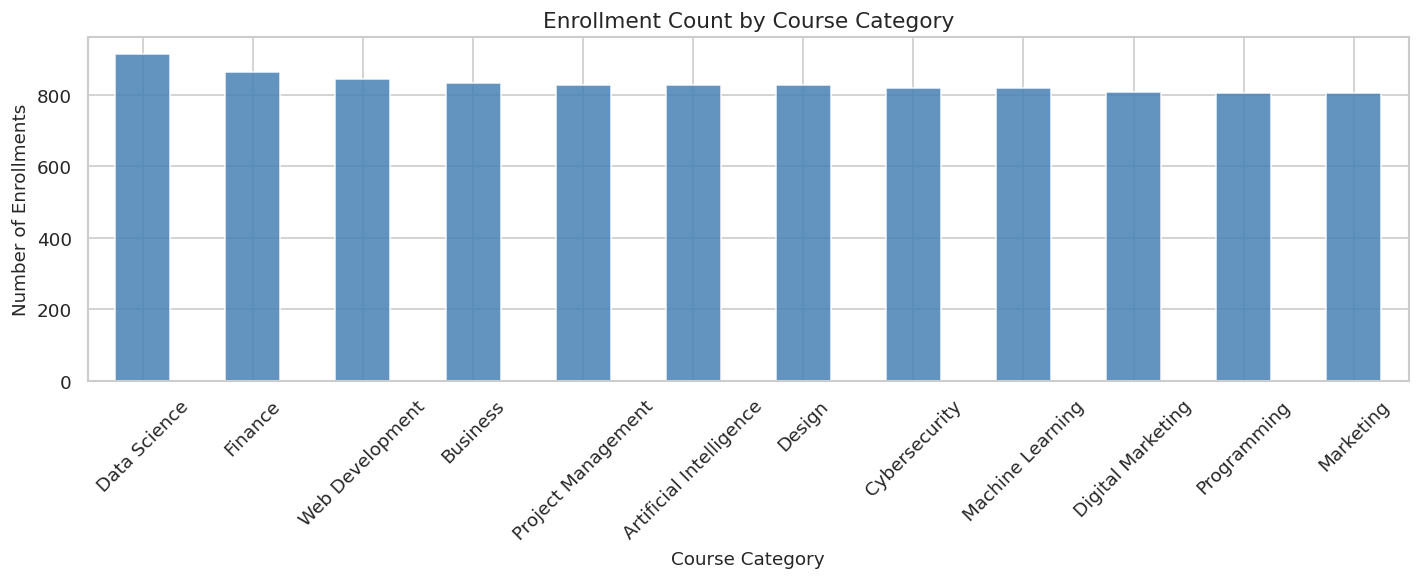 Enrollment Count by Course Category
Number of Enrollments
800
600
400
200
0
Data Science
Finance
Web Development
Business
Project Management
Artificial Intelligence
Design
Cybersecurity
Machine Learning
Digital Marketing
Programming
Marketing
Course Category